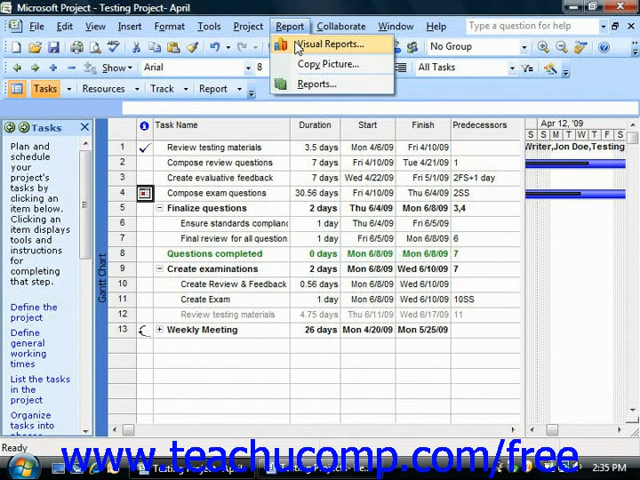 Microsoft Project - Testing Project- April
File Edit View Insert Format Tools Project Report Collaborate Window Help Type a question for help
Visual Reports... No Group
Show Arial 8 Copy Picture... All Tasks
Tasks Resources Track Report Reports...
Apr 12, '09
Tasks Task Name Duration Start Finish Predecessors S S M T W T F S
Plan and schedule your project's tasks by clicking an item below. Clicking an item displays tools and instructions for completing that step.
Define the project
Define general working times
List the tasks in the project
Organize tasks into
Gantt Chart
1 Review testing materials 3.5 days Mon 4/6/09 Fri 4/10/09 Writer,Jon Doe,Testing
2 Compose review questions 7 days Fri 4/10/09 Tue 4/21/09 1
3 Create evaluative feedback 7 days Wed 4/22/09 Fri 5/1/09 2FS+1 day
4 Compose exam questions 30.56 days Fri 4/10/09 Thu 6/4/09 2SS
5 Finalize questions 2 days Thu 6/4/09 Mon 6/8/09 3,4
6 Ensure standards complianc 1 day Thu 6/4/09 Fri 6/5/09
7 Final review for all question 1 day Fri 6/5/09 Mon 6/8/09 6
8 Questions completed 0 days Mon 6/8/09 Mon 6/8/09 7
9 Create examinations 2 days Mon 6/8/09 Wed 6/10/09 7
10 Create Review & Feedback 0.56 days Mon 6/8/09 Mon 6/8/09
11 Create Exam 1 day Mon 6/8/09 Wed 6/10/09 10SS
12 Review testing materials 4.75 days Thu 6/11/09 Wed 6/17/09 11
13 Weekly Meeting 26 days Mon 4/20/09 Mon 5/25/09
Ready
www.teachucomp.com/free
2:35 PM